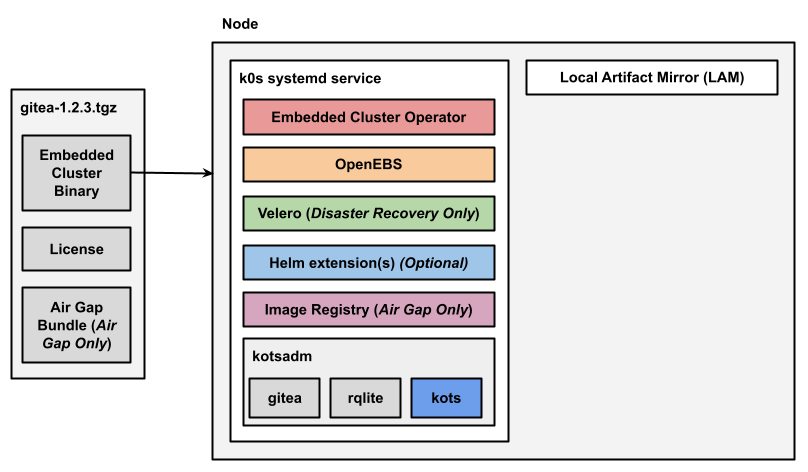 Node
gitea-1.2.3.tgz
Embedded
Cluster
Binary
License
Air Gap
Bundle (Air
Gap Only)
k0s systemd service
Embedded Cluster Operator
OpenEBS
Velero (Disaster Recovery Only)
Helm extension(s) (Optional)
Image Registry (Air Gap Only)
kotsadm
gitea
rqlite
kots
Local Artifact Mirror (LAM)